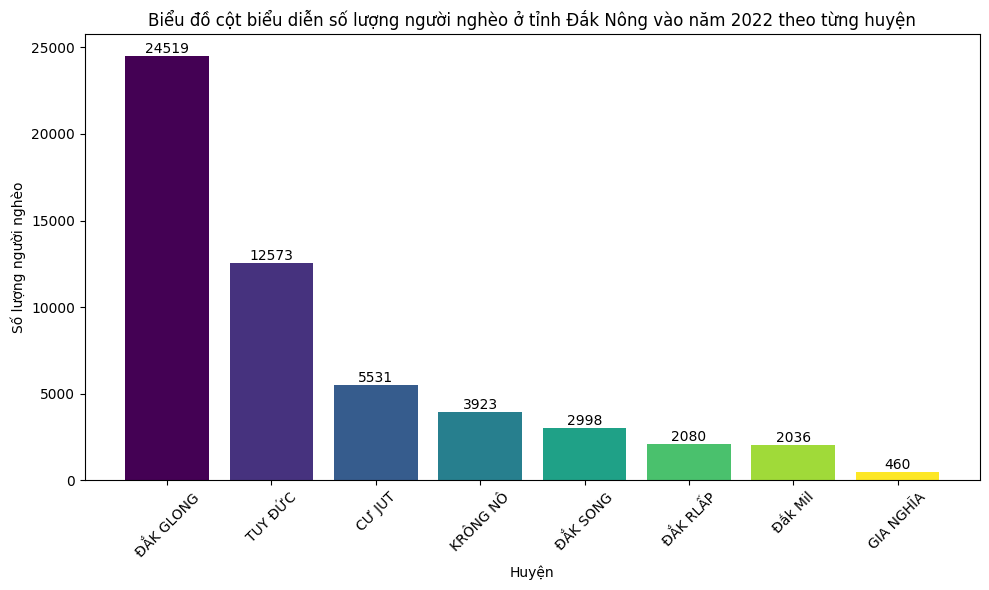 Biểu đồ cột biểu diễn số lượng người nghèo ở tỉnh Đắk Nông vào năm 2022 theo từng huyện
Số lượng người nghèo
25000
20000
15000
10000
5000
0
24519
12573
5531
3923
2998
2080
2036
460
ĐẮK GLONG
TUY ĐỨC
CƯ JUT
KRÔNG NÔ
ĐẮK SONG
ĐẮK RLẤP
Đắk Mil
GIA NGHĨA
Huyện